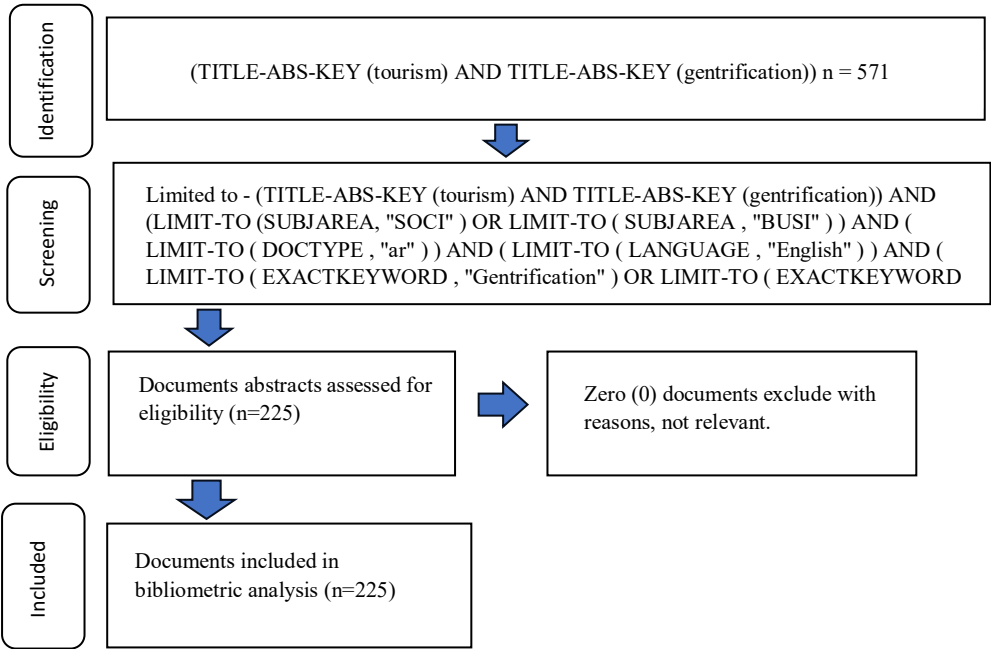 Identification
(TITLE-ABS-KEY (tourism) AND TITLE-ABS-KEY (gentrification)) n = 571
Screening
Limited to - (TITLE-ABS-KEY (tourism) AND TITLE-ABS-KEY (gentrification)) AND
(LIMIT-TO (SUBJAREA, "SOCI" ) OR LIMIT-TO ( SUBJAREA , "BUSI" ) ) AND (
LIMIT-TO ( DOCTYPE , "ar" ) ) AND ( LIMIT-TO ( LANGUAGE , "English" ) ) AND (
LIMIT-TO ( EXACTKEYWORD , "Gentrification" ) OR LIMIT-TO ( EXACTKEYWORD
Eligibility
Documents abstracts assessed for
eligibility (n=225)
Zero (0) documents exclude with
reasons, not relevant.
Included
Documents included in
bibliometric analysis (n=225)